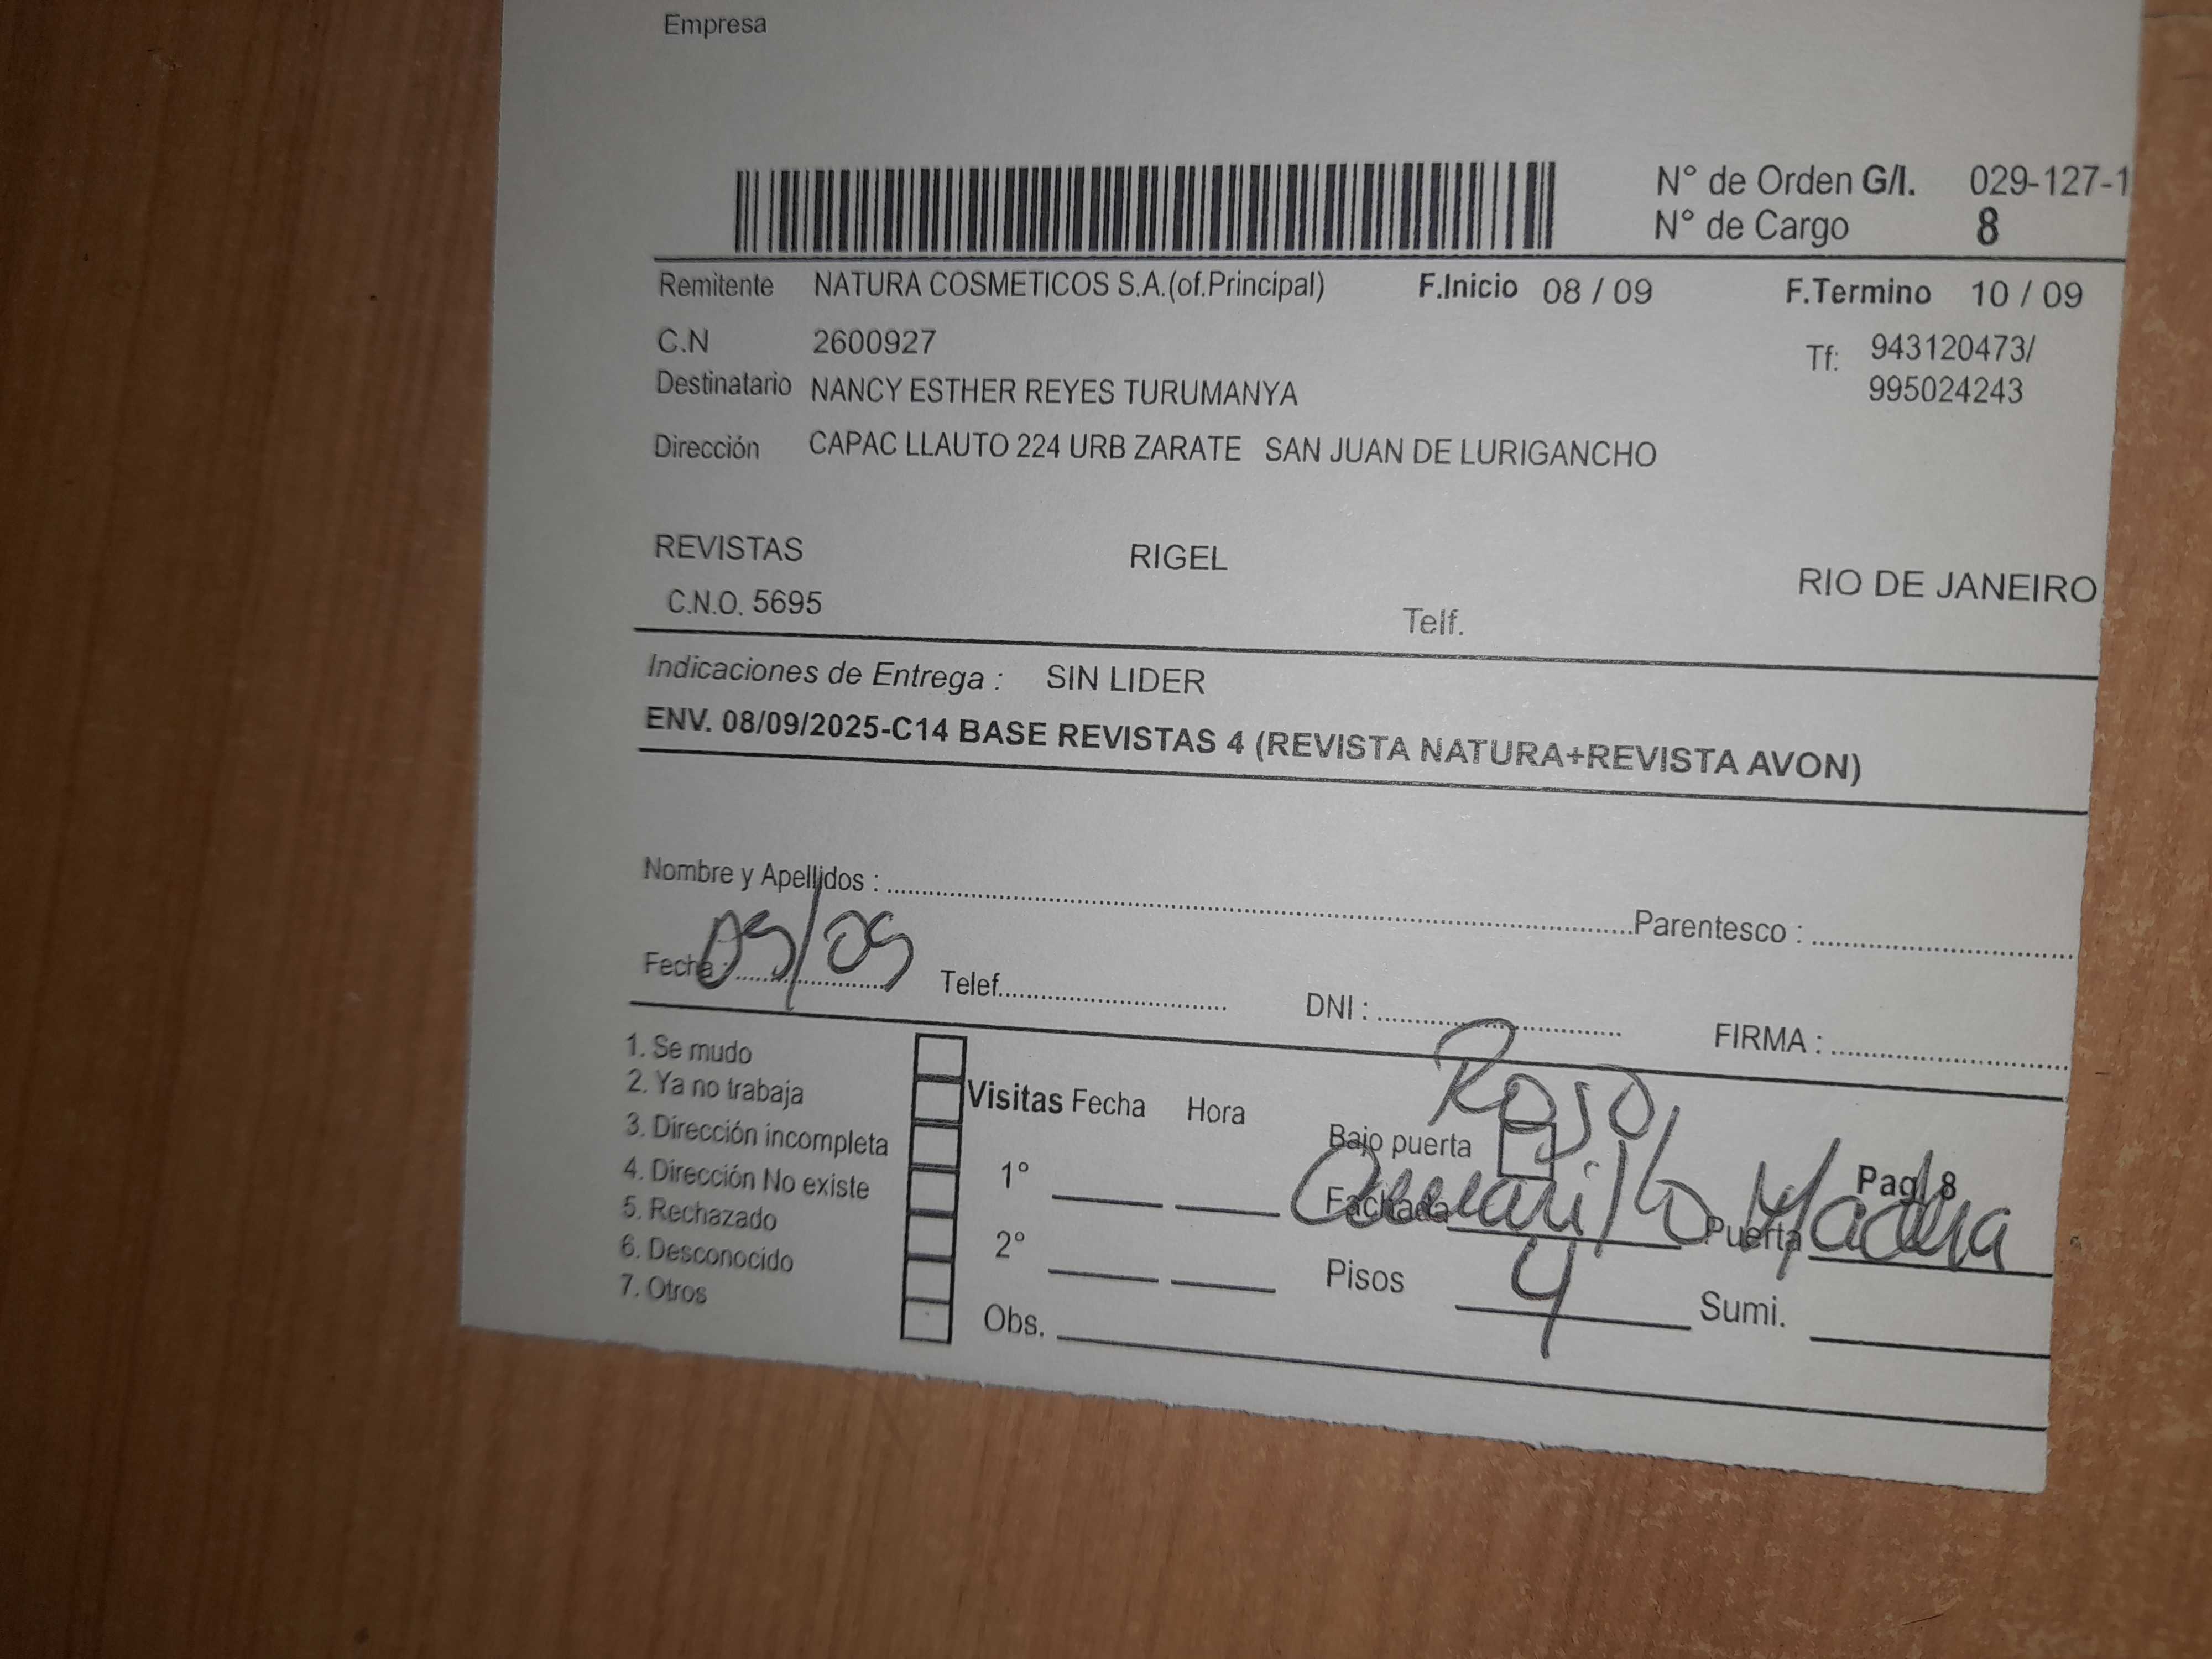 Empresa
N° de Orden G/I. 029-127-1
N° de Cargo 8
Remitente NATURA COSMETICOS S.A.(of.Principal) F.Inicio 08 / 09 F.Termino 10 / 09
C.N 2600927 Tf: 943120473/
995024243
Destinatario NANCY ESTHER REYES TURUMANYA
Dirección CAPAC LLAUTO 224 URB ZARATE SAN JUAN DE LURIGANCHO
REVISTAS RIGEL RIO DE JANEIRO
C.N.O. 5695 Telf.
Indicaciones de Entrega : SIN LIDER
ENV. 08/09/2025-C14 BASE REVISTAS 4 (REVISTA NATURA+REVISTA AVON)
Nombre y Apellidos : Parentesco :
Fecha : 09/09 Telef. DNI : FIRMA :
1. Se mudo
2. Ya no trabaja
3. Dirección incompleta
4. Dirección No existe
5. Rechazado
6. Desconocido
7. Otros
Visitas Fecha Hora
1°
2°
Obs.
Rojo
Bajo puerta
Pag. 8
Fachada Amarillo Puerta
Pisos 4 Sumi.